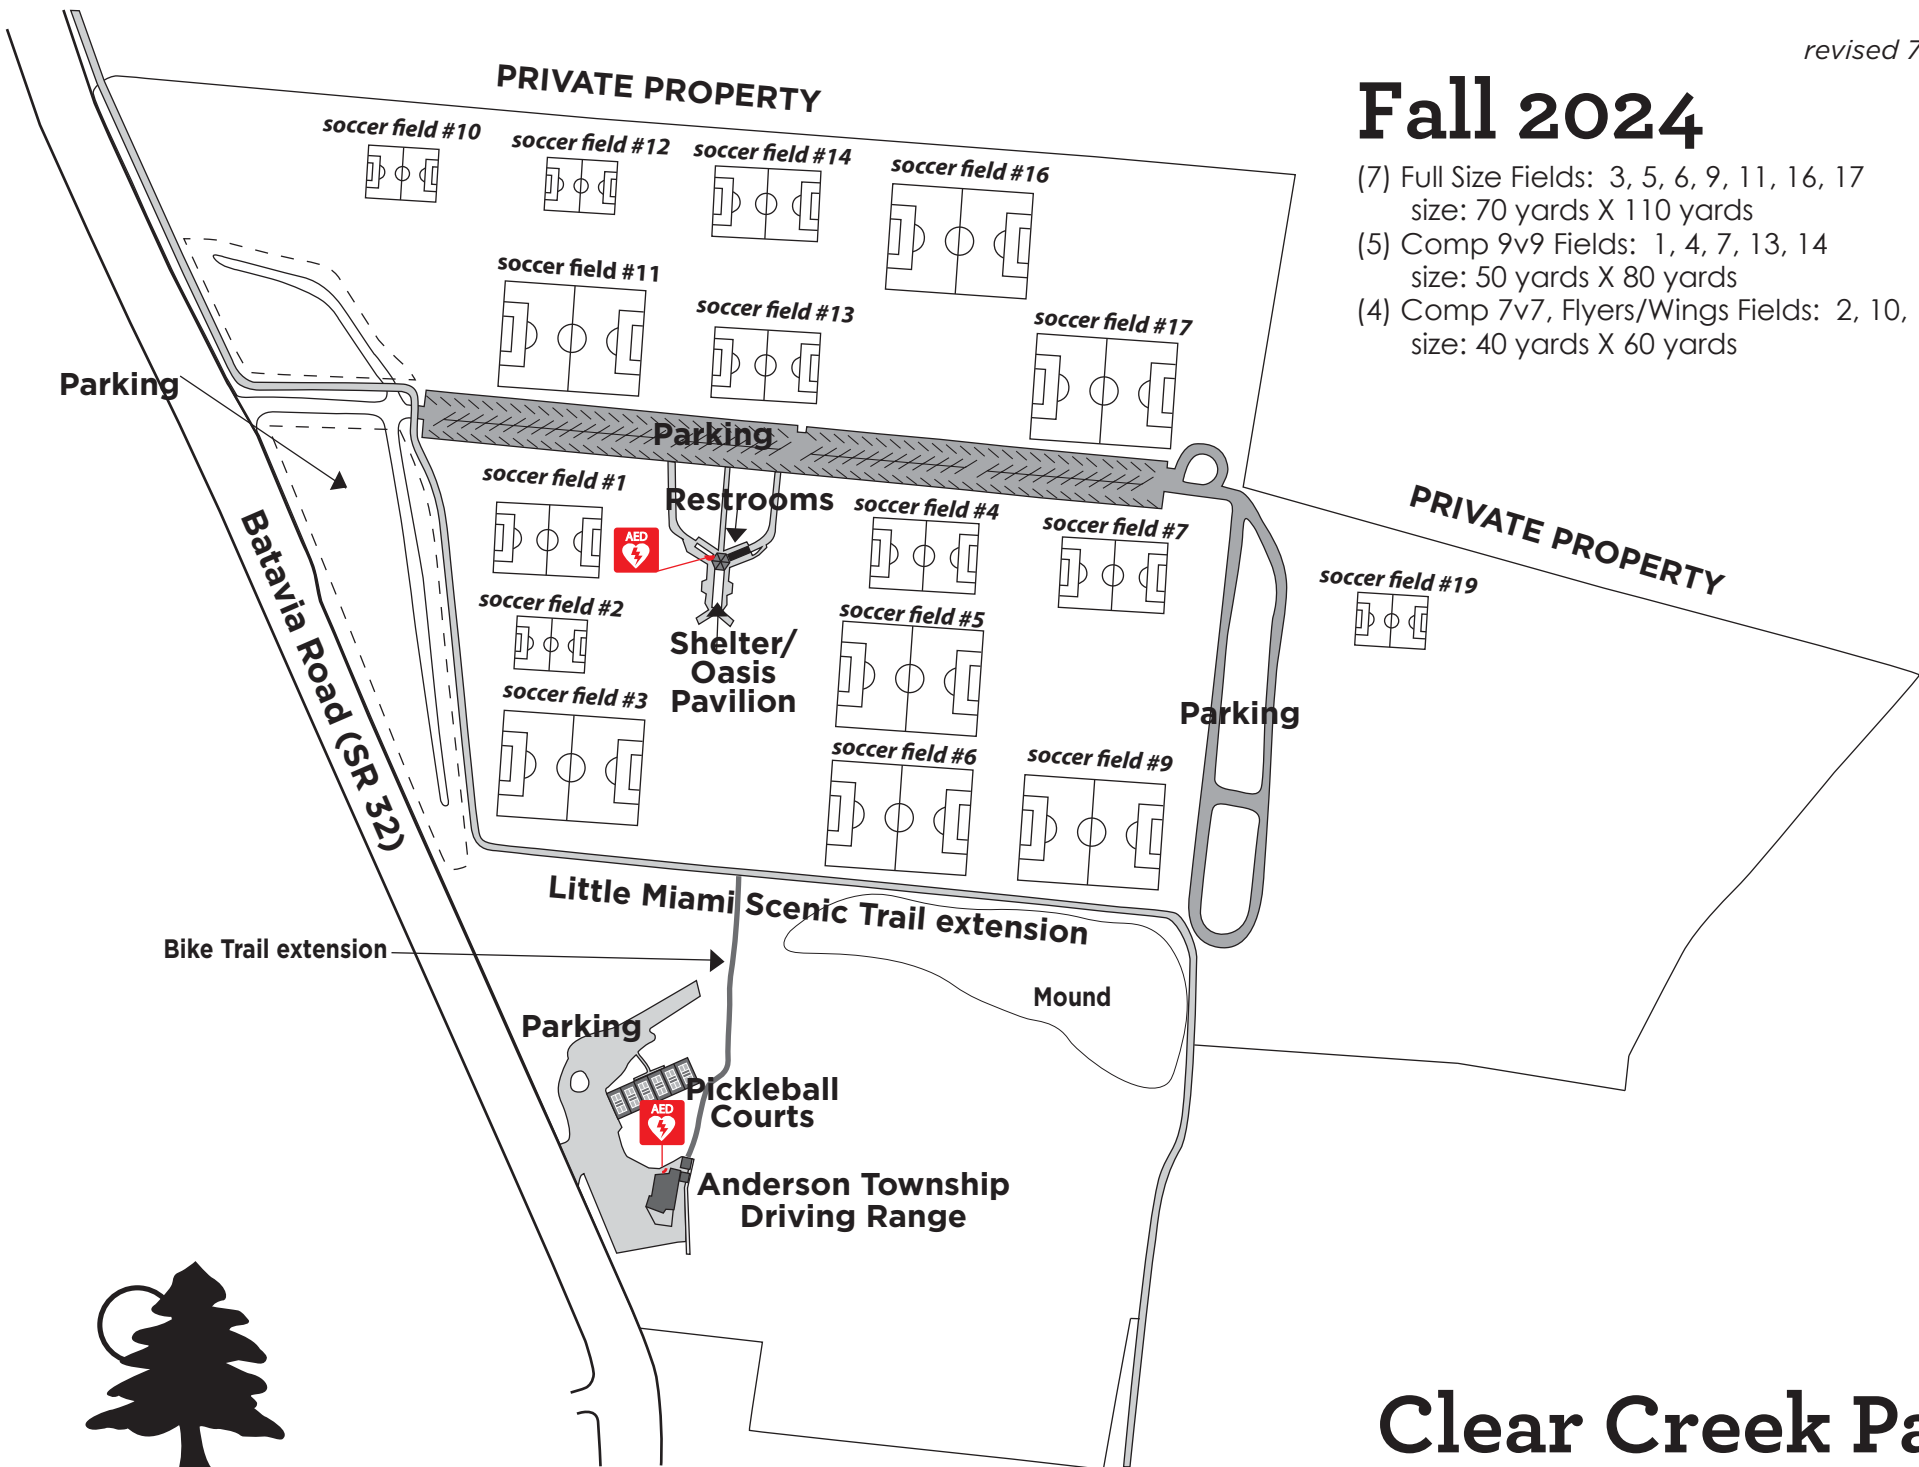 revised 7
Fall 2024
(7) Full Size Fields: 3, 5, 6, 9, 11, 16, 17
size: 70 yards X 110 yards
(5) Comp 9v9 Fields: 1, 4, 7, 13, 14
size: 50 yards X 80 yards
(4) Comp 7v7, Flyers/Wings Fields: 2, 10,
size: 40 yards X 60 yards
PRIVATE PROPERTY
soccer field #10
soccer field #12
soccer field #14
soccer field #16
soccer field #11
soccer field #13
soccer field #17
Parking
Parking
soccer field #1
Restrooms
soccer field #4
soccer field #7
PRIVATE PROPERTY
AED
soccer field #19
soccer field #2
soccer field #5
Shelter/
Oasis
Pavilion
Batavia Road (SR 32)
soccer field #3
Parking
soccer field #6
soccer field #9
Little Miami Scenic Trail extension
Bike Trail extension
Mound
Parking
Pickleball
Courts
AED
Anderson Township
Driving Range
Clear Creek Pa